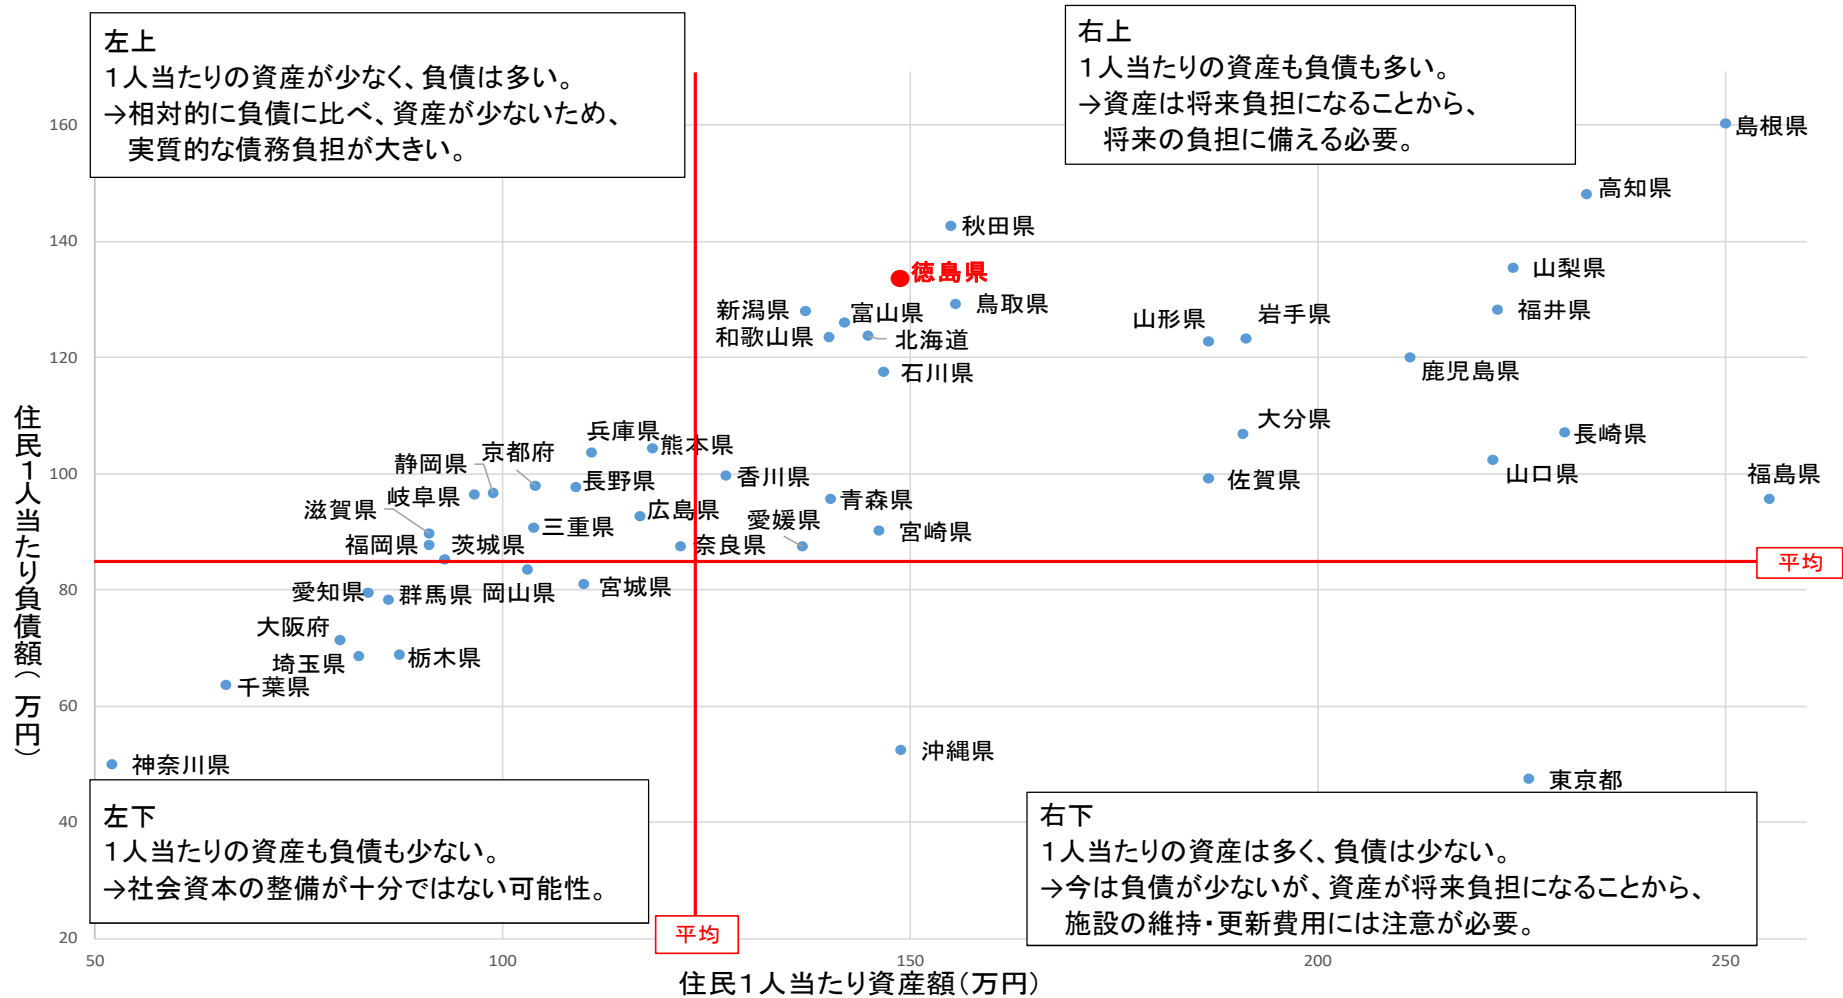 左上
１人当たりの資産が少なく、負債は多い。
→相対的に負債に比べ、資産が少ないため、
実質的な債務負担が大きい。
右上
１人当たりの資産も負債も多い。
→資産は将来負担になることから、
将来の負担に備える必要。
160
島根県
高知県
140
秋田県
徳島県
山梨県
新潟県
富山県
鳥取県
山形県
岩手県
福井県
和歌山県
北海道
120
石川県
鹿児島県
大分県
兵庫県
熊本県
長崎県
静岡県
京都府
100
岐阜県
長野県
香川県
佐賀県
山口県
福島県
滋賀県
広島県
青森県
三重県
愛媛県
宮崎県
福岡県
茨城県
奈良県
平均
80
愛知県
群馬県
岡山県
宮城県
大阪府
埼玉県
栃木県
千葉県
60
神奈川県
沖縄県
東京都
左下
１人当たりの資産も負債も少ない。
→社会資本の整備が十分ではない可能性。
右下
１人当たりの資産は多く、負債は少ない。
→今は負債が少ないが、資産が将来負担になることから、
施設の維持・更新費用には注意が必要。
40
20
平均
50
100
150
200
250
住民１人当たり資産額（万円）
住民１人当たり負債額（万円）